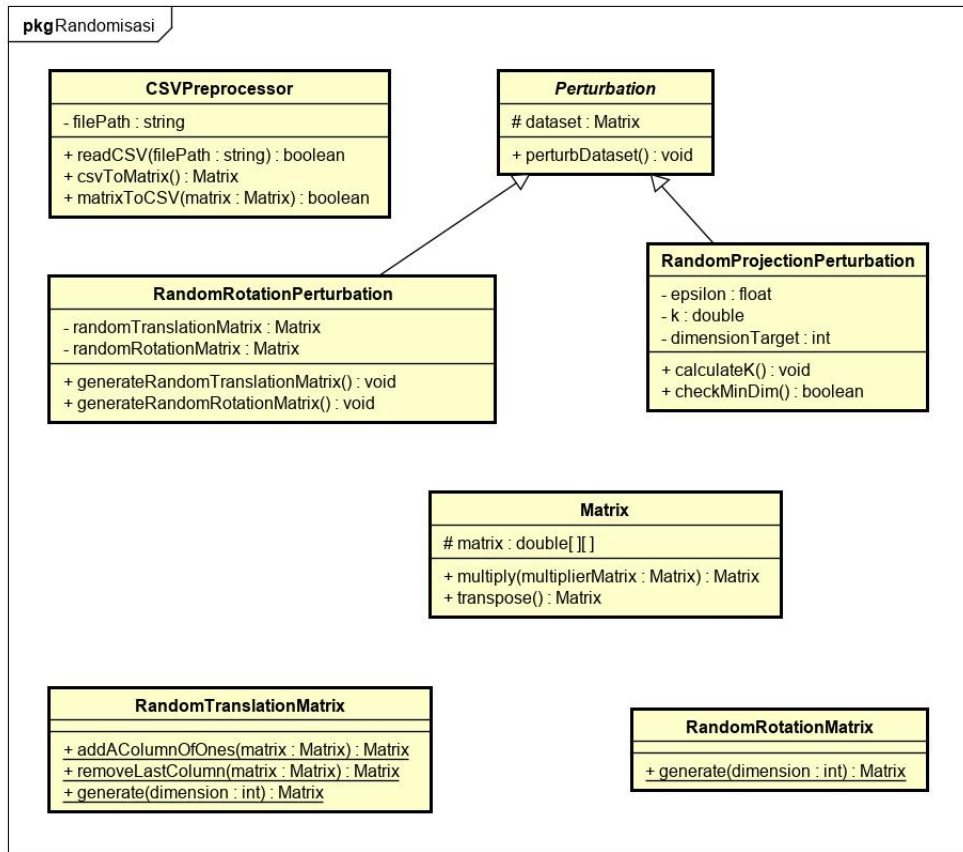 pkg Randomisasi
CSVPreprocessor
- filePath : string
+ readCSV(filePath : string) : boolean
+ csvToMatrix() : Matrix
+ matrixToCSV(matrix : Matrix) : boolean
Perturbation
# dataset : Matrix
+ perturbDataset() : void
RandomRotationPerturbation
- randomTranslationMatrix : Matrix
- randomRotationMatrix : Matrix
+ generateRandomTranslationMatrix() : void
+ generateRandomRotationMatrix() : void
RandomProjectionPerturbation
- epsilon : float
- k : double
- dimensionTarget : int
+ calculateK() : void
+ checkMinDim() : boolean
Matrix
# matrix : double[ ][ ]
+ multiply(multiplierMatrix : Matrix) : Matrix
+ transpose() : Matrix
RandomTranslationMatrix
+ addAColumnOfOnes(matrix : Matrix) : Matrix
+ removeLastColumn(matrix : Matrix) : Matrix
+ generate(dimension : int) : Matrix
RandomRotationMatrix
+ generate(dimension : int) : Matrix